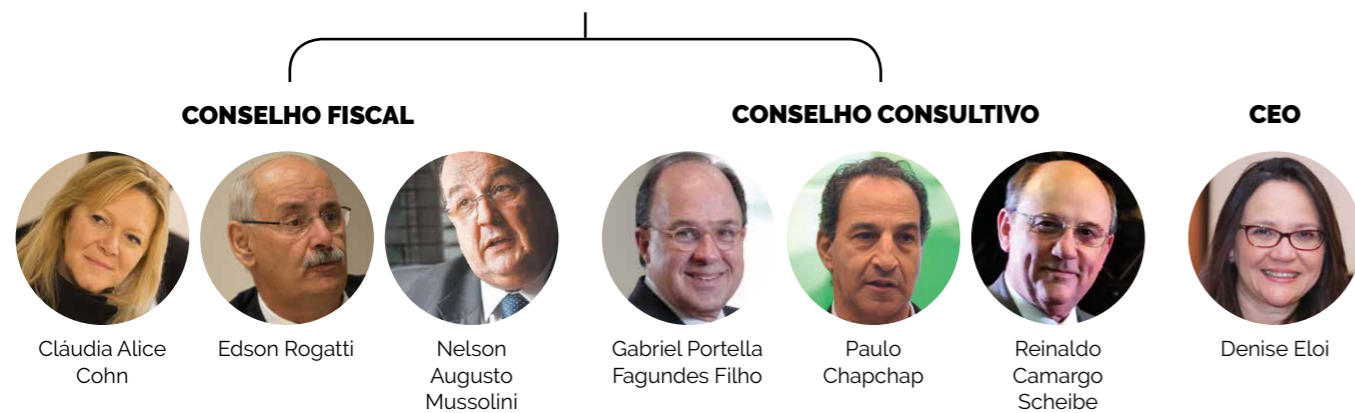 CONSELHO FISCAL
CONSELHO CONSULTIVO
CEO
Cláudia Alice
Cohn
Edson Rogatti
Nelson
Augusto
Mussolini
Gabriel Portella
Fagundes Filho
Paulo
Chapchap
Reinaldo
Camargo
Scheibe
Denise Eloi